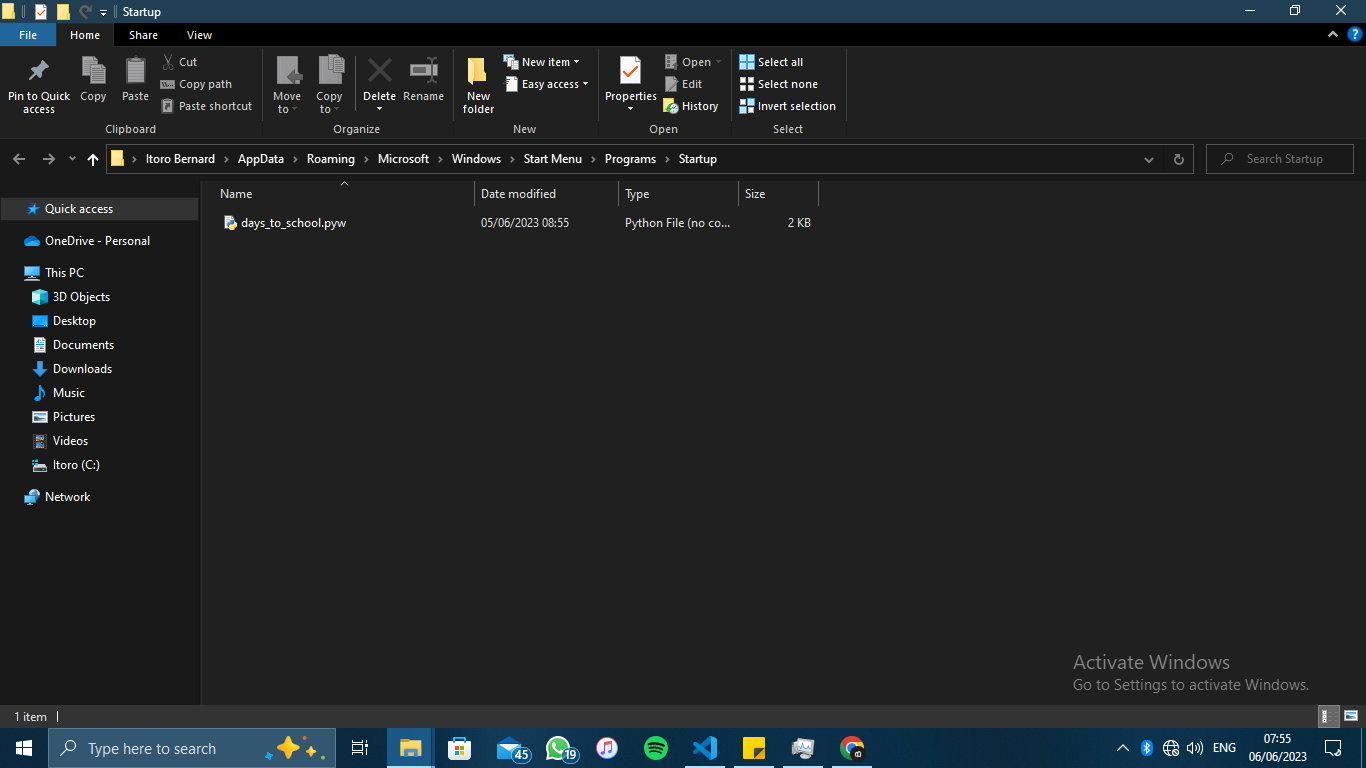 Startup
File Home Share View
Pin to Quick access
Copy
Paste
Cut
Copy path
Paste shortcut
Clipboard
Move to
Copy to
Delete
Rename
Organize
New folder
New item
Easy access
New
Properties
Open
Edit
History
Open
Select all
Select none
Invert selection
Select
Itoro Bernard > AppData > Roaming > Microsoft > Windows > Start Menu > Programs > Startup
Search Startup
Name Date modified Type Size
days_to_school.pyw 05/06/2023 08:55 Python File (no co... 2 KB
Quick access
OneDrive - Personal
This PC
3D Objects
Desktop
Documents
Downloads
Music
Pictures
Videos
Itoro (C:)
Network
Activate Windows
Go to Settings to activate Windows.
1 item
Type here to search
45
19
ENG
07:55
06/06/2023